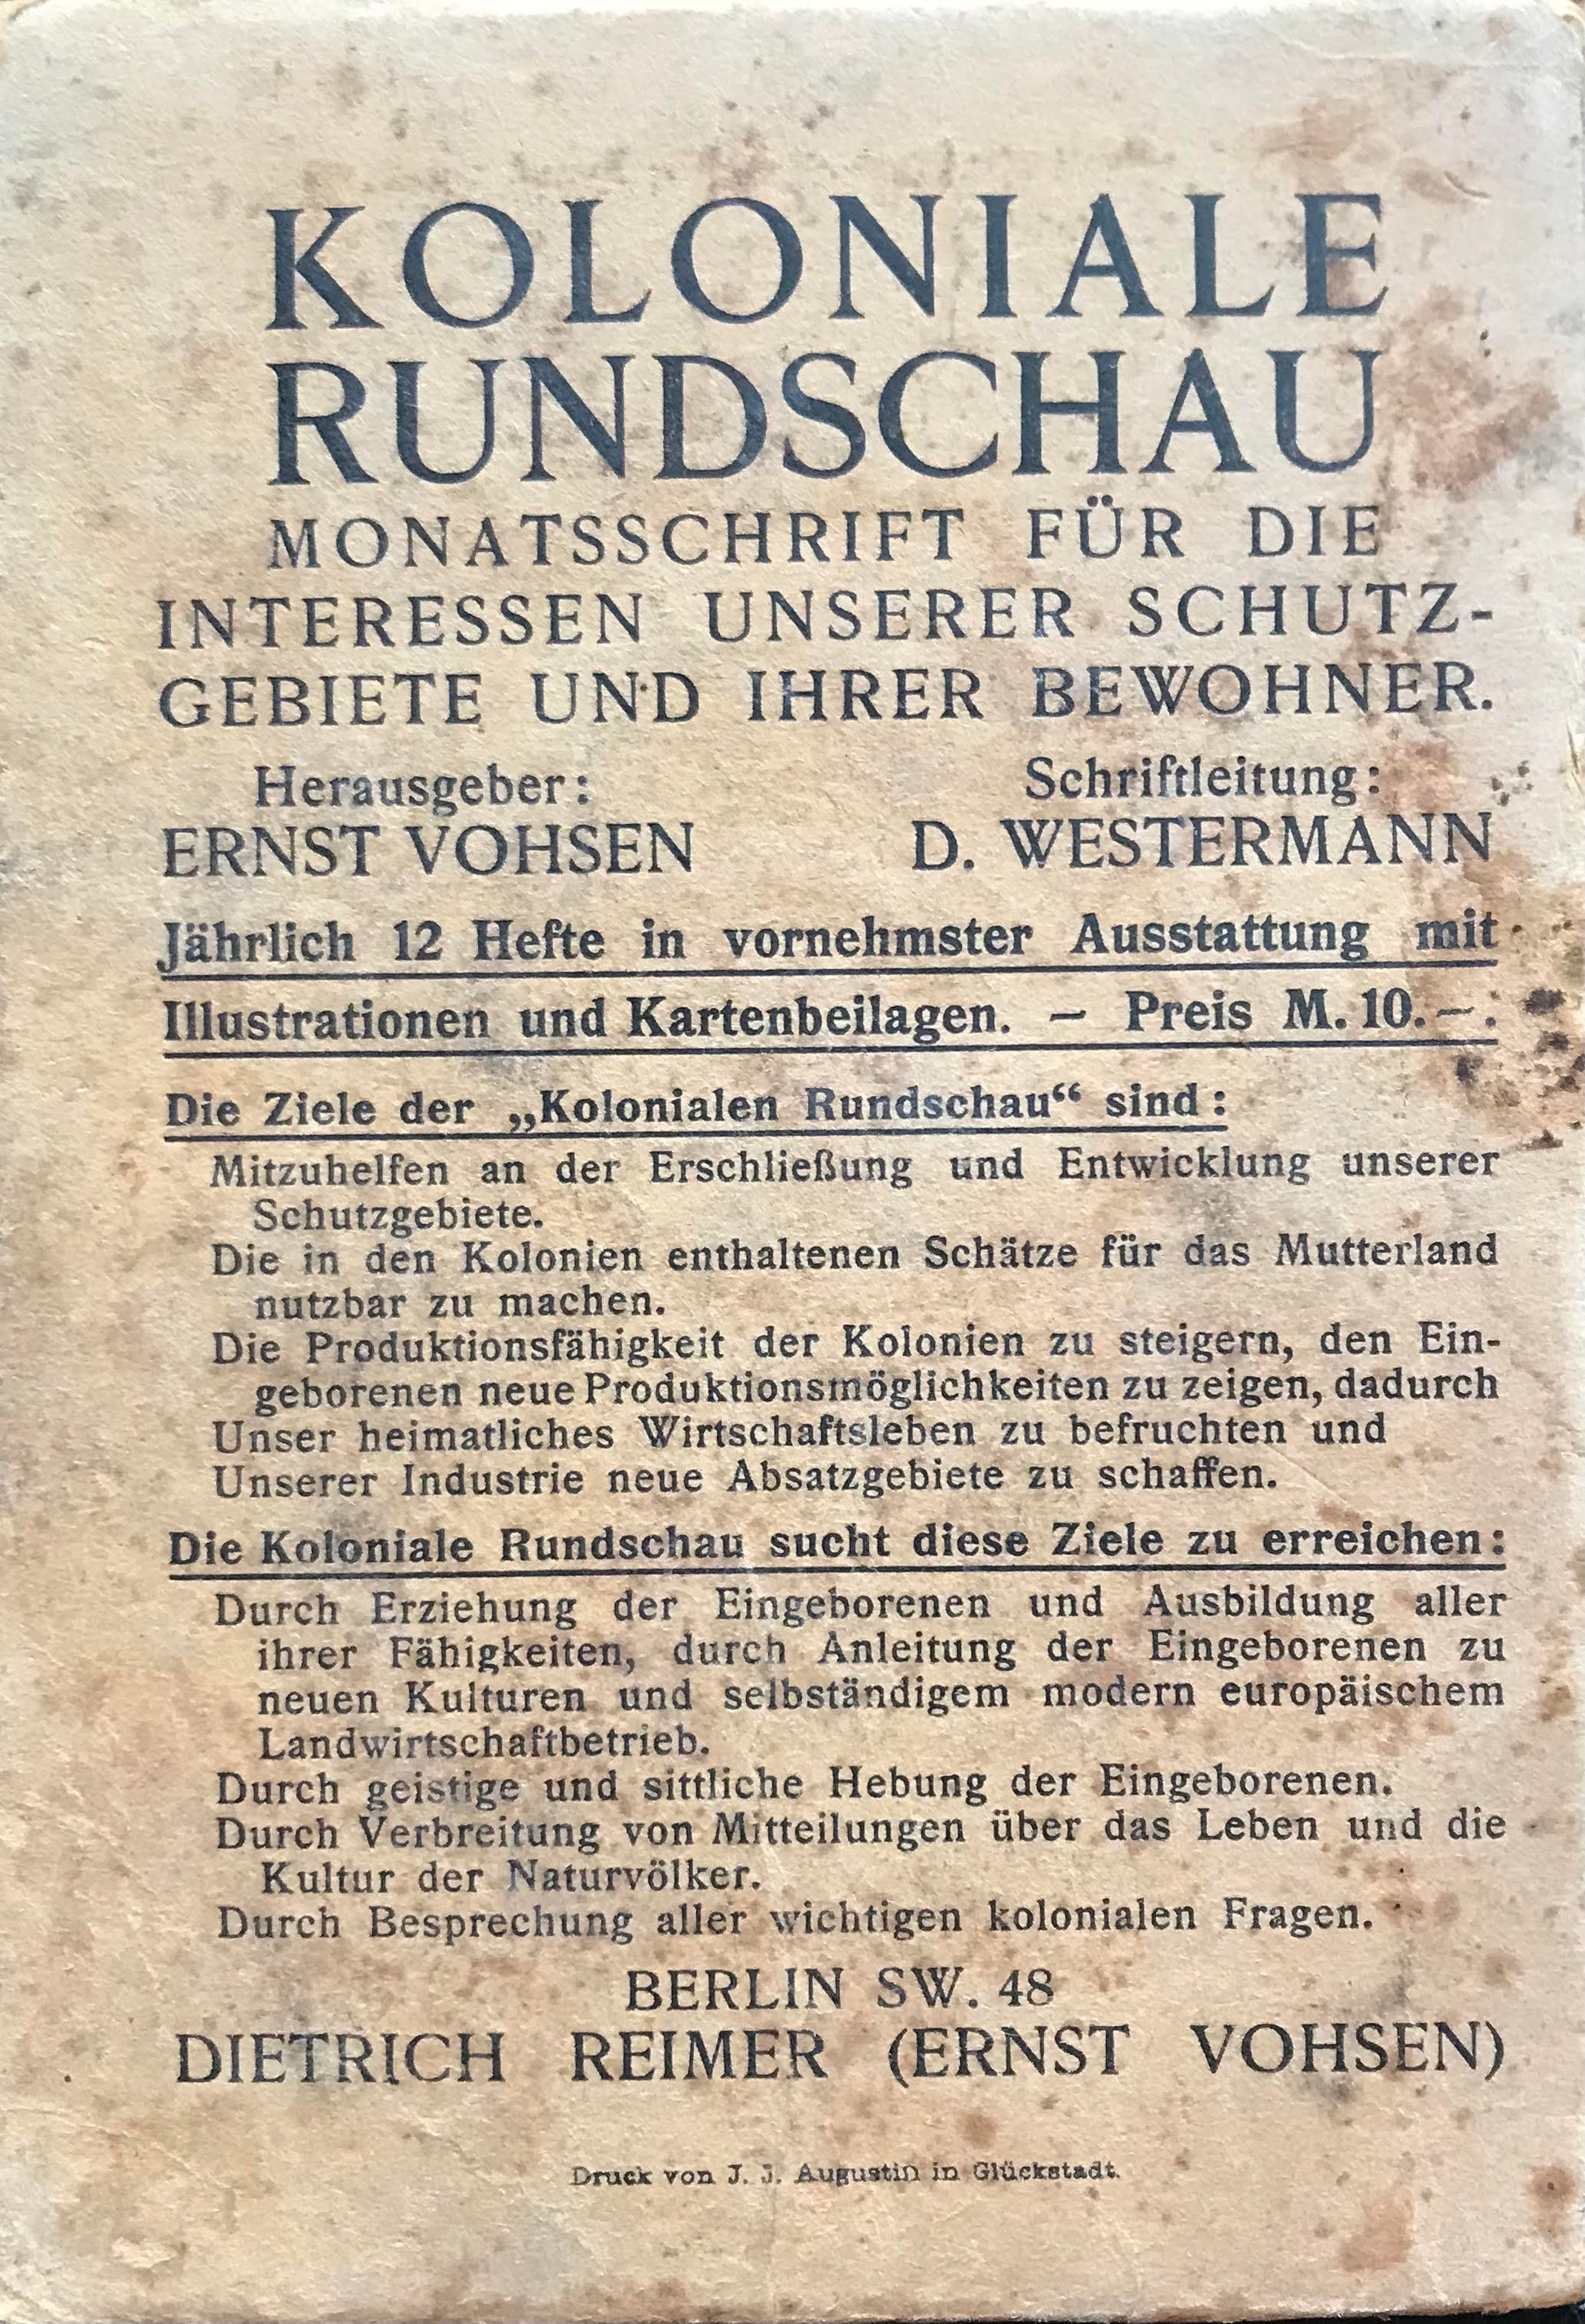 KOLONIALE
RUNDSCHAU
MONATSSCHRIFT FÜR DIE
INTERESSEN UNSERER SCHUTZ-
GEBIETE UND IHRER BEWOHNER.
Herausgeber: Schriftleitung:
ERNST VOHSEN D. WESTERMANN
Jährlich 12 Hefte in vornehmster Ausstattung mit
Illustrationen und Kartenbeilagen. — Preis M. 10.—.
Die Ziele der „Kolonialen Rundschau“ sind:
Mitzuhelfen an der Erschließung und Entwicklung unserer
Schutzgebiete.
Die in den Kolonien enthaltenen Schätze für das Mutterland
nutzbar zu machen.
Die Produktionsfähigkeit der Kolonien zu steigern, den Ein-
geborenen neue Produktionsmöglichkeiten zu zeigen, dadurch
Unser heimatliches Wirtschaftsleben zu befruchten und
Unserer Industrie neue Absatzgebiete zu schaffen.
Die Koloniale Rundschau sucht diese Ziele zu erreichen:
Durch Erziehung der Eingeborenen und Ausbildung aller
ihrer Fähigkeiten, durch Anleitung der Eingeborenen zu
neuen Kulturen und selbständigem modern europäischem
Landwirtschaftbetrieb.
Durch geistige und sittliche Hebung der Eingeborenen.
Durch Verbreitung von Mitteilungen über das Leben und die
Kultur der Naturvölker.
Durch Besprechung aller wichtigen kolonialen Fragen.
BERLIN SW. 48
DIETRICH REIMER (ERNST VOHSEN)
Druck von J. J. Augustin in Glückstadt.